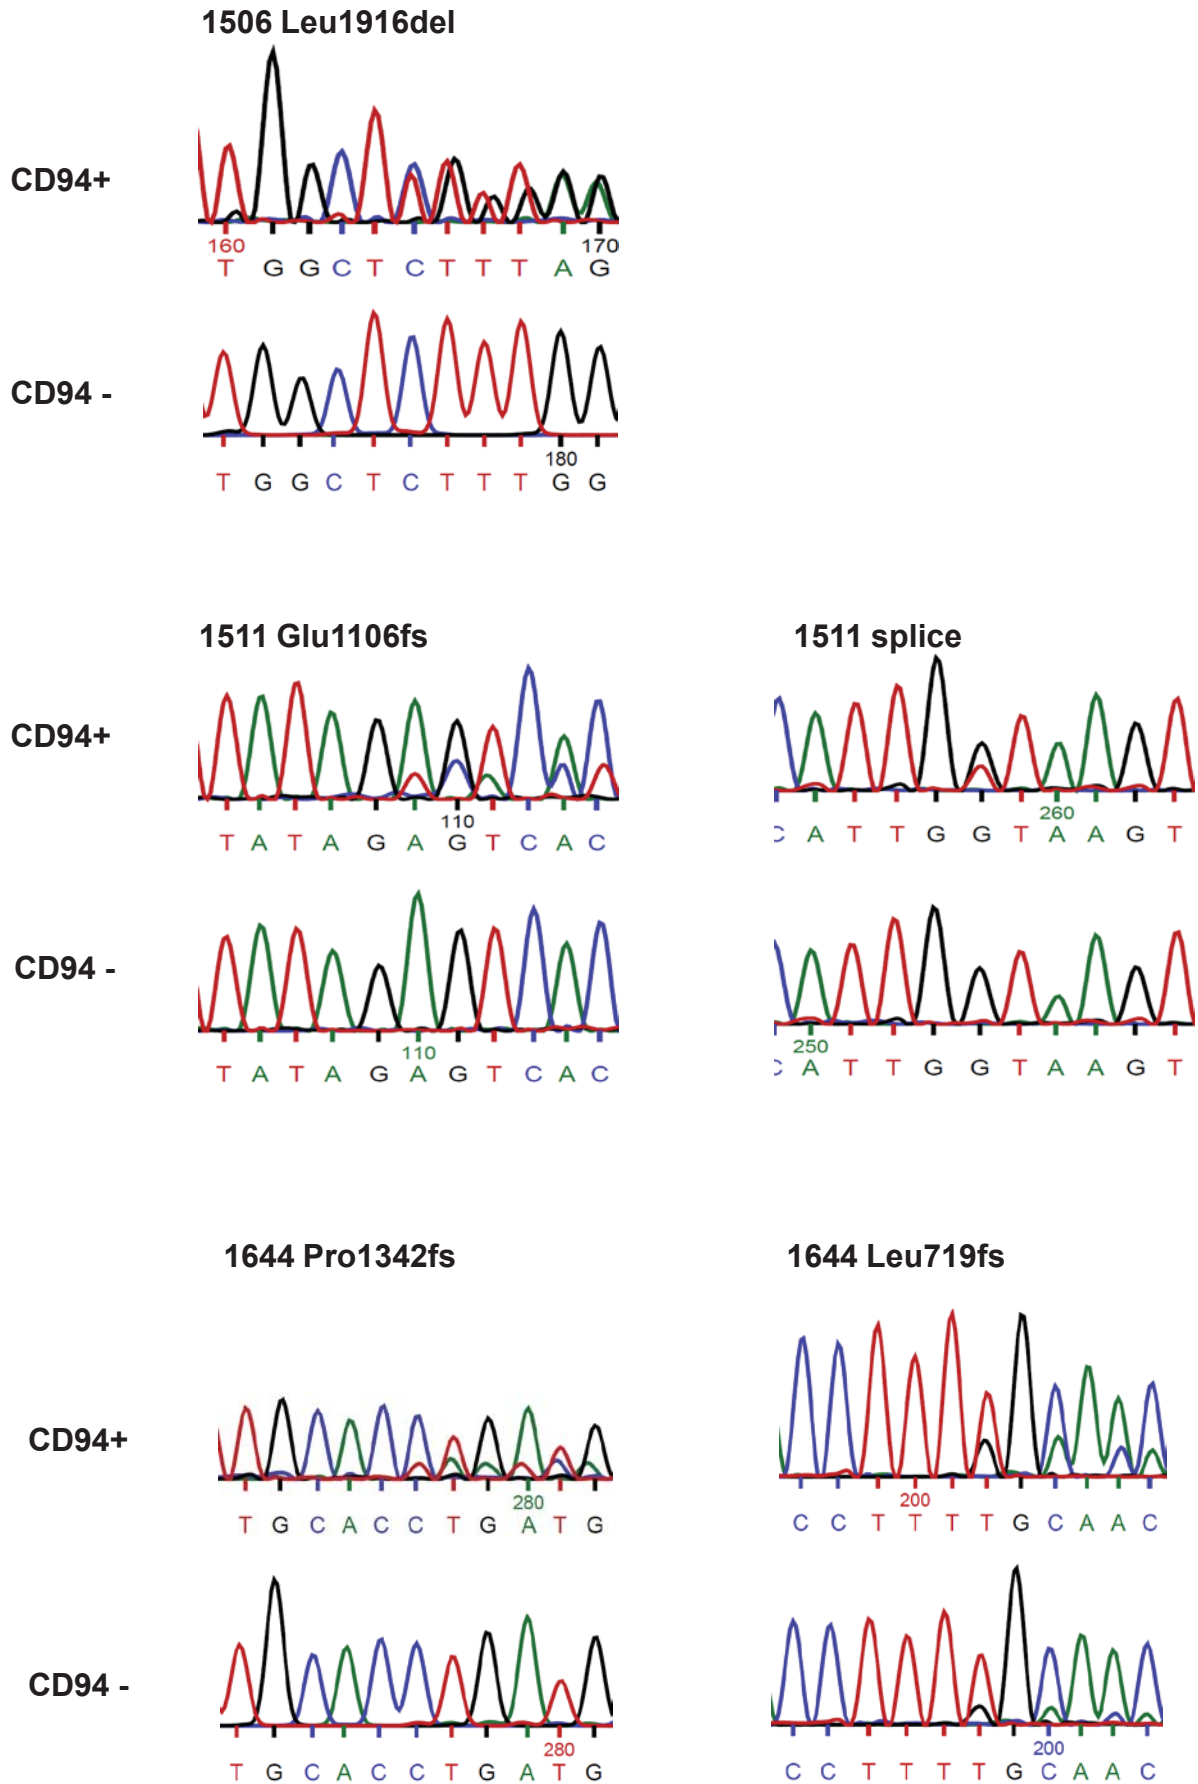 1506 Leu1916del
CD94+
160 170
T G G C T C T T T A G
CD94 -
180
T G G C T C T T T G G
1511 Glu1106fs 1511 splice
CD94+
110 260
T A T A G A G T C A C C A T T G G T A A G T
CD94 -
110 250
T A T A G A G T C A C C A T T G G T A A G T
1644 Pro1342fs 1644 Leu719fs
CD94+
280 200
T G C A C C T G A T G C C T T T T G C A A C
CD94 -
280 200
T G C A C C T G A T G C C T T T T G C A A C